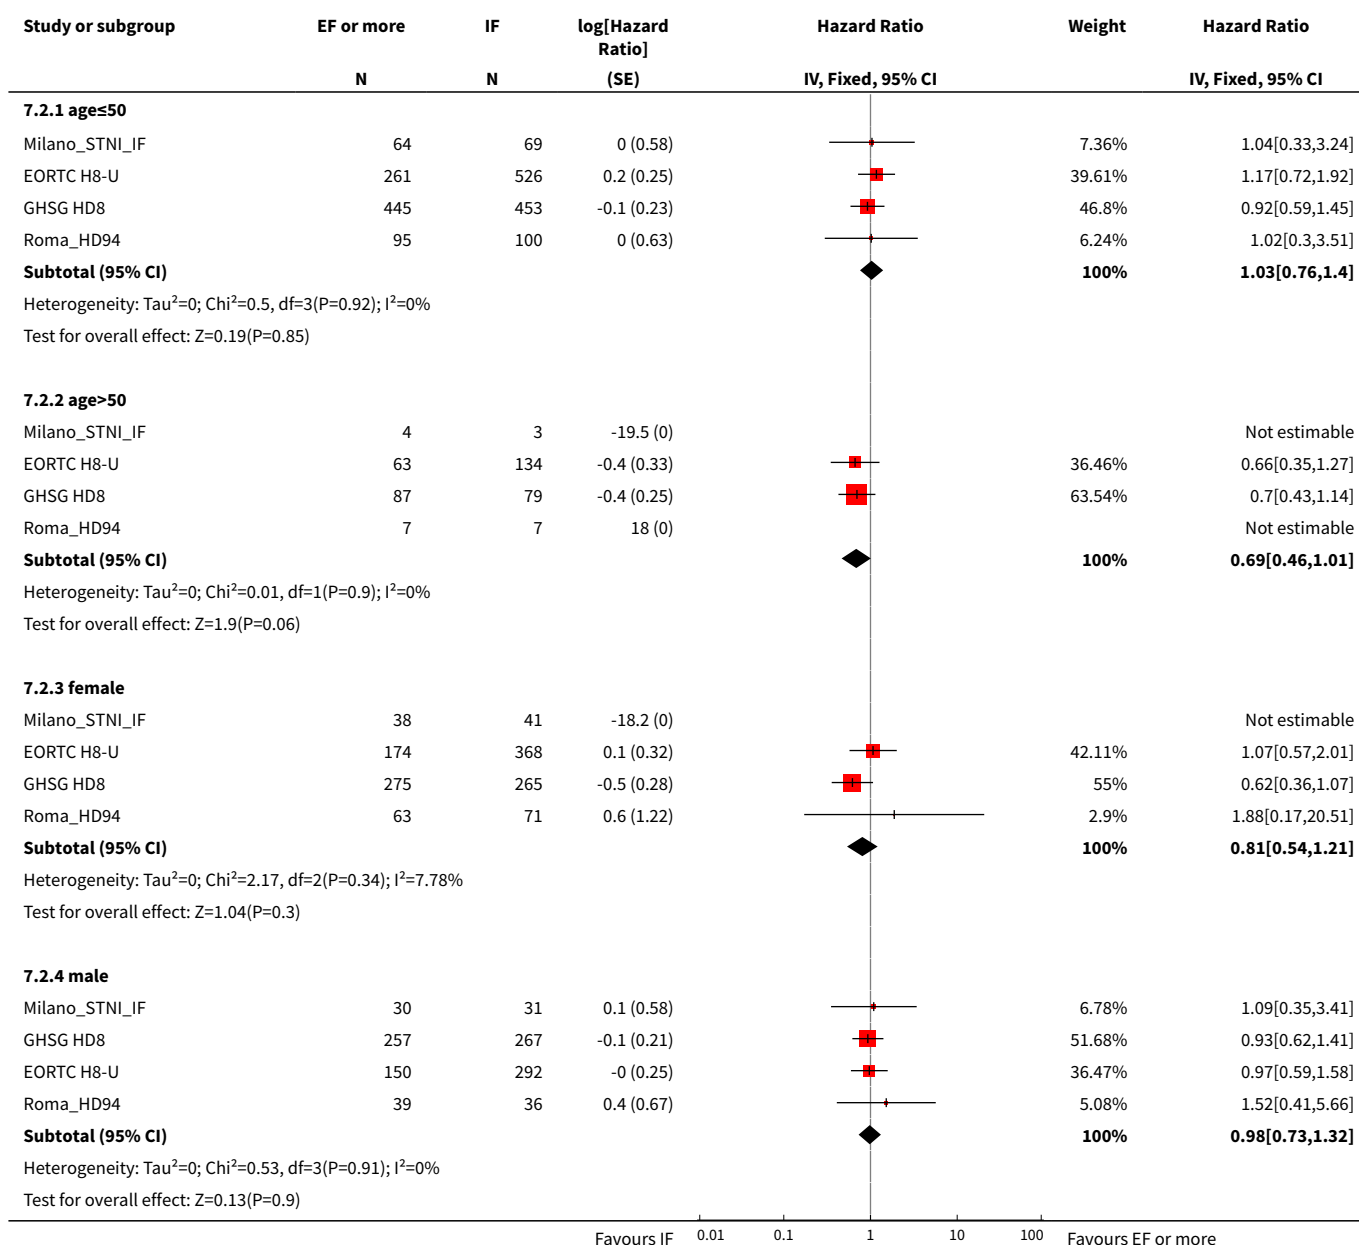 Study or subgroup EF or more IF log[Hazard Ratio] Hazard Ratio Weight Hazard Ratio
N N (SE) IV, Fixed, 95% CI IV, Fixed, 95% CI
7.2.1 age≤50
Milano_STNI_IF 64 69 0 (0.58) 7.36% 1.04[0.33,3.24]
EORTC H8-U 261 526 0.2 (0.25) 39.61% 1.17[0.72,1.92]
GHSG HD8 445 453 -0.1 (0.23) 46.8% 0.92[0.59,1.45]
Roma_HD94 95 100 0 (0.63) 6.24% 1.02[0.3,3.51]
Subtotal (95% CI) 100% 1.03[0.76,1.4]
Heterogeneity: Tau²=0; Chi²=0.5, df=3(P=0.92); I²=0%
Test for overall effect: Z=0.19(P=0.85)
7.2.2 age>50
Milano_STNI_IF 4 3 -19.5 (0) Not estimable
EORTC H8-U 63 134 -0.4 (0.33) 36.46% 0.66[0.35,1.27]
GHSG HD8 87 79 -0.4 (0.25) 63.54% 0.7[0.43,1.14]
Roma_HD94 7 7 18 (0) Not estimable
Subtotal (95% CI) 100% 0.69[0.46,1.01]
Heterogeneity: Tau²=0; Chi²=0.01, df=1(P=0.9); I²=0%
Test for overall effect: Z=1.9(P=0.06)
7.2.3 female
Milano_STNI_IF 38 41 -18.2 (0) Not estimable
EORTC H8-U 174 368 0.1 (0.32) 42.11% 1.07[0.57,2.01]
GHSG HD8 275 265 -0.5 (0.28) 55% 0.62[0.36,1.07]
Roma_HD94 63 71 0.6 (1.22) 2.9% 1.88[0.17,20.51]
Subtotal (95% CI) 100% 0.81[0.54,1.21]
Heterogeneity: Tau²=0; Chi²=2.17, df=2(P=0.34); I²=7.78%
Test for overall effect: Z=1.04(P=0.3)
7.2.4 male
Milano_STNI_IF 30 31 0.1 (0.58) 6.78% 1.09[0.35,3.41]
GHSG HD8 257 267 -0.1 (0.21) 51.68% 0.93[0.62,1.41]
EORTC H8-U 150 292 -0 (0.25) 36.47% 0.97[0.59,1.58]
Roma_HD94 39 36 0.4 (0.67) 5.08% 1.52[0.41,5.66]
Subtotal (95% CI) 100% 0.98[0.73,1.32]
Heterogeneity: Tau²=0; Chi²=0.53, df=3(P=0.91); I²=0%
Test for overall effect: Z=0.13(P=0.9)
Favours IF 0.01 0.1 1 10 100 Favours EF or more